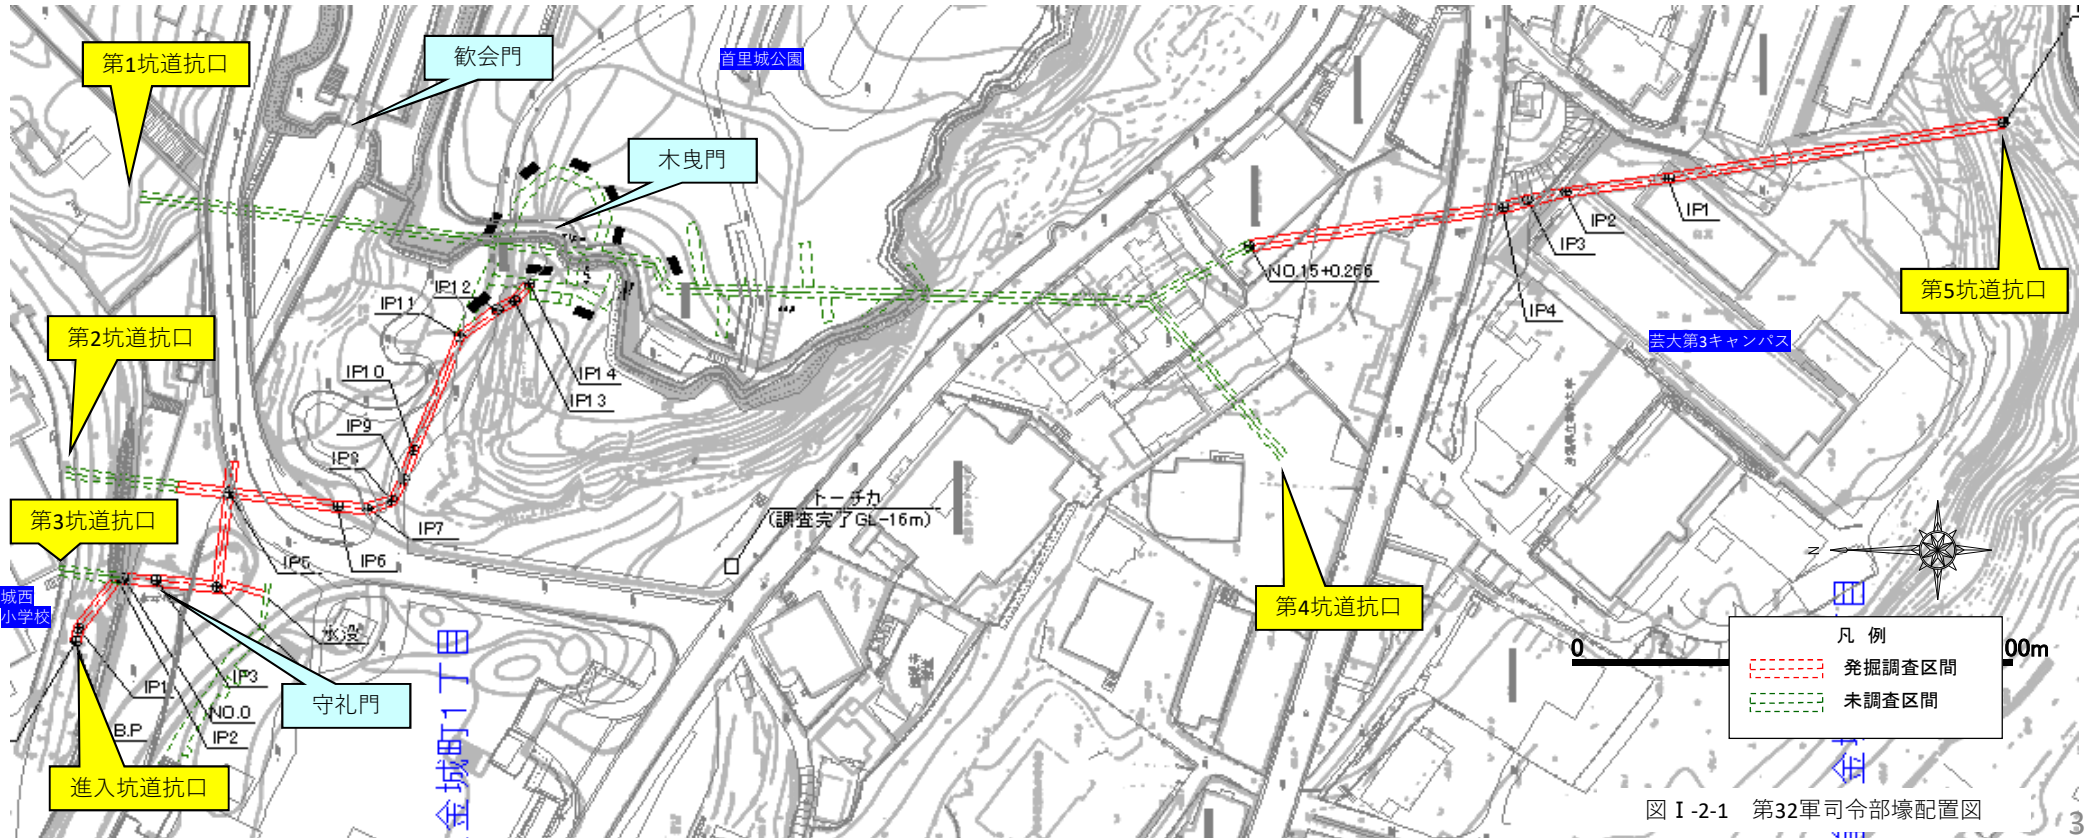 第1坑道抗口
歓会門
首里城公園
木曳門
第2坑道抗口
第3坑道抗口
城西
小学校
進入坑道抗口
守礼門
第4坑道抗口
第5坑道抗口
芸大第3キャンパス
IP12
IP11
IP14
IP13
IP10
IP9
IP8
IP7
IP6
IP5
水没
IP3
NO.0
IP2
IP1
B.P
トーチカ
(調査完了GL-16m)
NO.15+0.266
IP1
IP2
IP3
IP4
金城町1丁目
N
0
00m
凡 例
発掘調査区間
未調査区間
目
金
図Ⅰ-2-1 第32軍司令部壕配置図
3